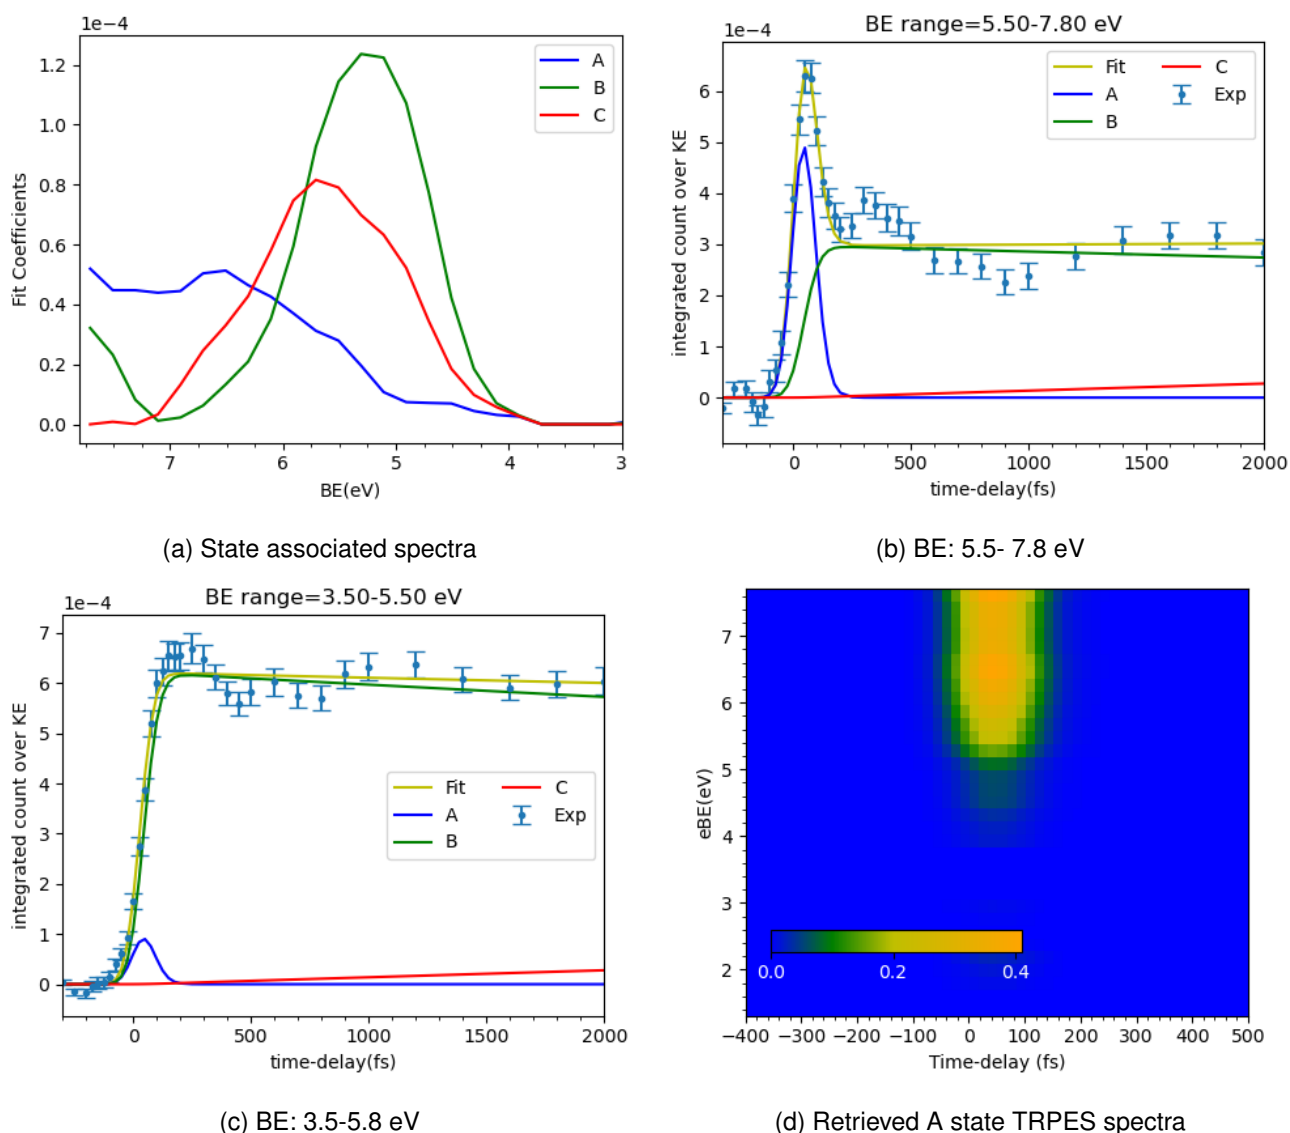 1e−4
Fit Coefficients
1.2
1.0
0.8
0.6
0.4
0.2
0.0
A
B
C
7 6 5 4 3
BE(eV)
(a) State associated spectra
BE range=5.50-7.80 eV
1e−4
integrated count over KE
6
5
4
3
2
1
0
Fit
A
B
C
Exp
0 500 1000 1500 2000
time-delay(fs)
(b) BE: 5.5- 7.8 eV
BE range=3.50-5.50 eV
1e−4
integrated count over KE
7
6
5
4
3
2
1
0
Fit
A
B
C
Exp
0 500 1000 1500 2000
time-delay(fs)
(c) BE: 3.5-5.8 eV
eBE(eV)
7
6
5
4
3
2
0.0 0.2 0.4
−400 −300 −200 −100 0 100 200 300 400 500
Time-delay (fs)
(d) Retrieved A state TRPES spectra